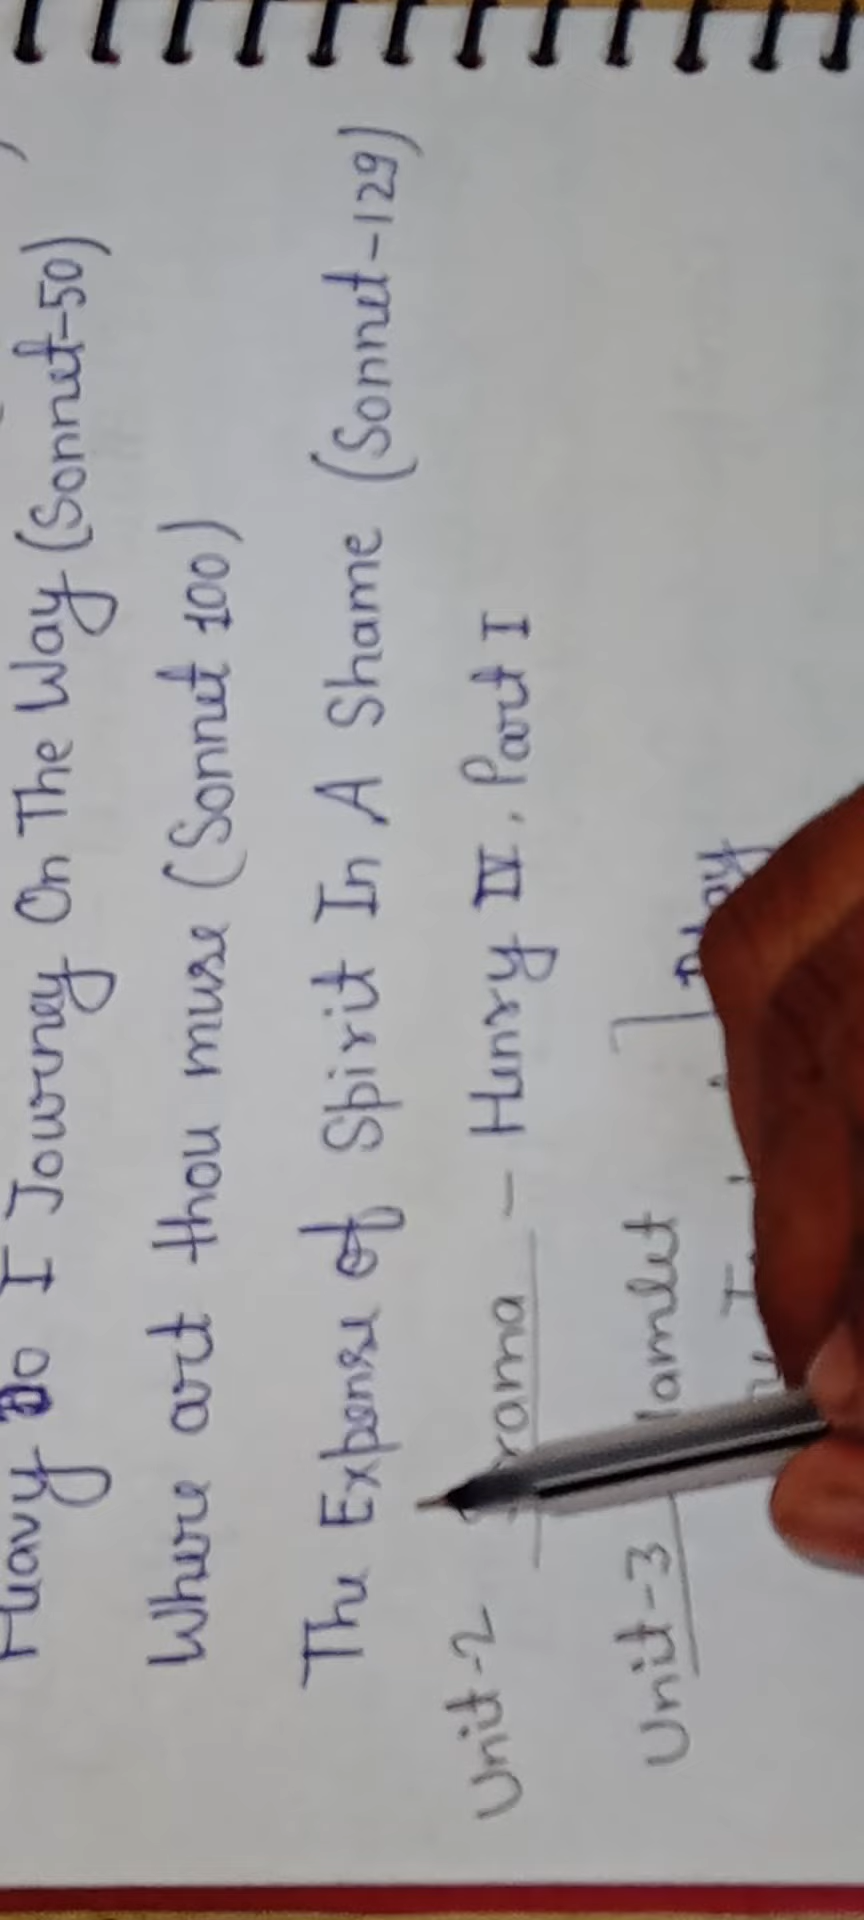 Heavy Do I Journey On The Way (Sonnet-50)
Where art thou muse (Sonnet 100)
The Expense of Spirit In A Shame (Sonnet-129)
Unit-2 rama - Henry IV, Part I
Unit-3 amlet